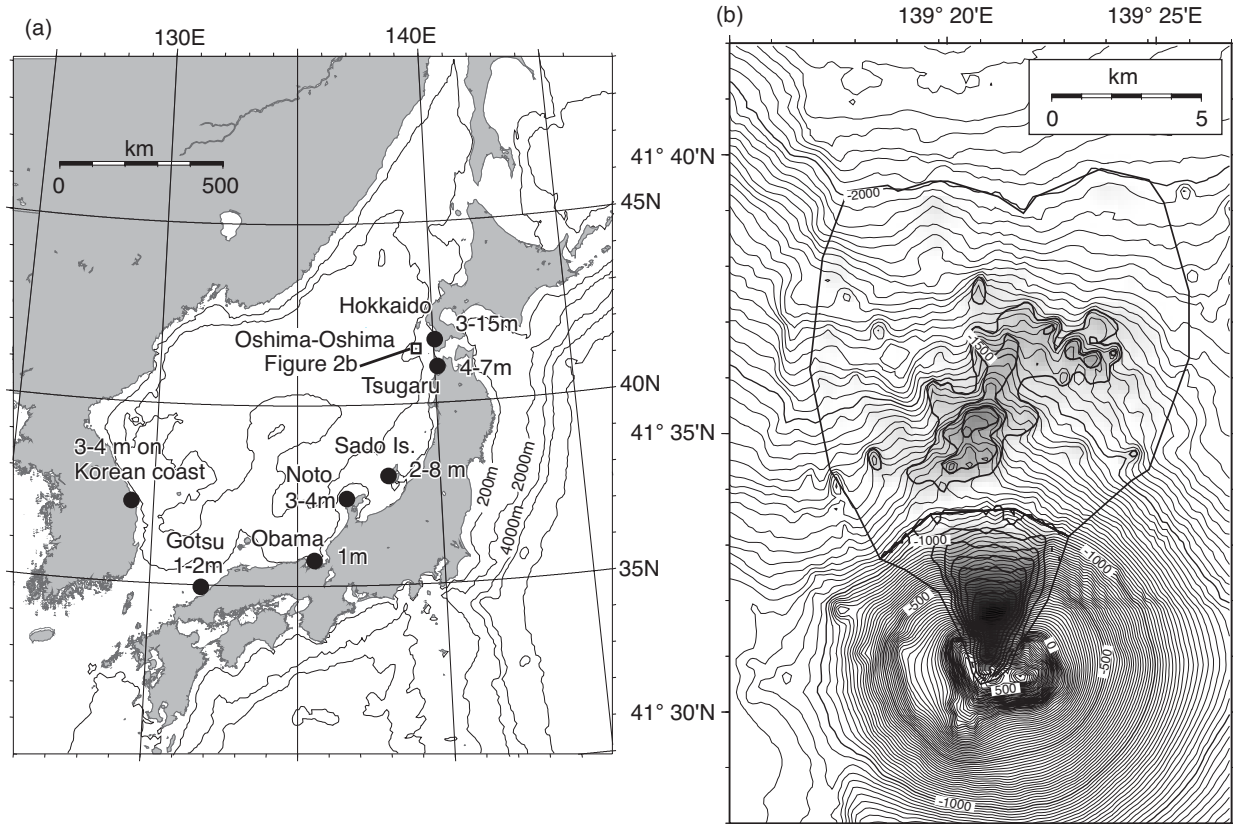 (a)
130E
140E
km
0
500
45N
Hokkaido
3-15m
Oshima-Oshima
Figure 2b
4-7m
Tsugaru
40N
3-4 m on
Korean coast
Sado Is.
2-8 m
Noto
3-4m
200m
2000m
4000m
Gotsu
1-2m
Obama
1m
35N
(b)
139° 20'E
139° 25'E
km
0
5
41° 40'N
-2000
-1500
41° 35'N
-1000
-1000
-500
0
-500
500
41° 30'N
-1000